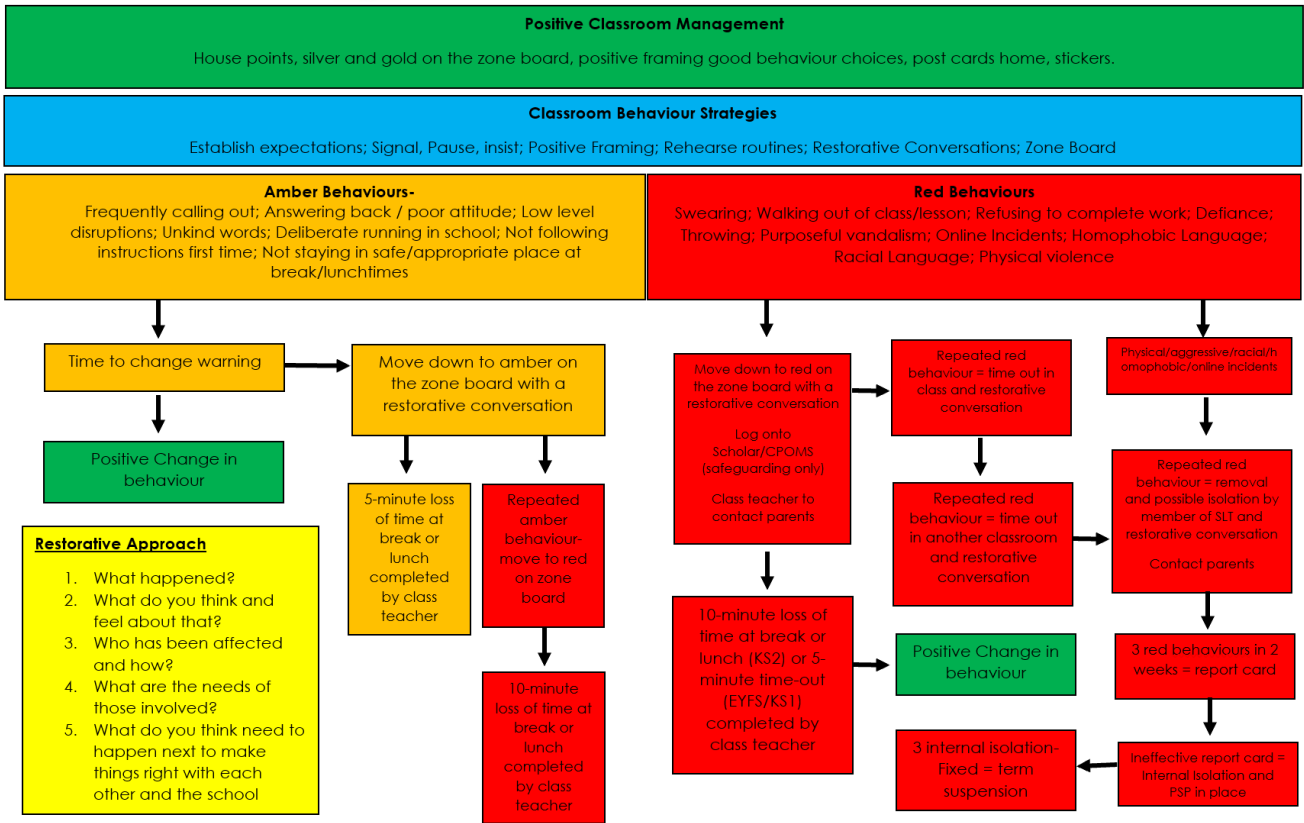 Positive Classroom Management
House points, silver and gold on the zone board, positive framing good behaviour choices, post cards home, stickers.
Classroom Behaviour Strategies
Establish expectations; Signal, Pause, insist; Positive Framing; Rehearse routines; Restorative Conversations; Zone Board
Amber Behaviours-
Frequently calling out; Answering back / poor attitude; Low level
disruptions; Unkind words; Deliberate running in school; Not following
instructions first time; Not staying in safe/appropriate place at
break/lunchtimes
Red Behaviours
Swearing; Walking out of class/lesson; Refusing to complete work; Defiance;
Throwing; Purposeful vandalism; Online Incidents; Homophobic Language;
Racial Language; Physical violence
Time to change warning
Move down to amber on
the zone board with a
restorative conversation
Positive Change in
behaviour
5-minute loss
of time at
break or
lunch
completed
by class
teacher
Repeated
amber
behaviour-
move to red
on zone
board
10-minute
loss of time at
break or
lunch
completed
by class
teacher
Restorative Approach
1. What happened?
2. What do you think and
feel about that?
3. Who has been affected
and how?
4. What are the needs of
those involved?
5. What do you think need to
happen next to make
things right with each
other and the school
Move down to red on
the zone board with a
restorative conversation
Log onto
Scholar/CPOMS
(safeguarding only)
Class teacher to
contact parents
Repeated red
behaviour = time out in
class and restorative
conversation
Physical/aggressive/racial/h
omophobic/online incidents
Repeated red
behaviour = time out
in another classroom
and restorative
conversation
Repeated red
behaviour = removal
and possible isolation by
member of SLT and
restorative conversation
Contact parents
10-minute loss of
time at break or
lunch (KS2) or 5-
minute time-out
(EYFS/KS1)
completed by
class teacher
Positive Change in
behaviour
3 red behaviours in 2
weeks = report card
3 internal isolation-
Fixed = term
suspension
Ineffective report card =
Internal Isolation and
PSP in place